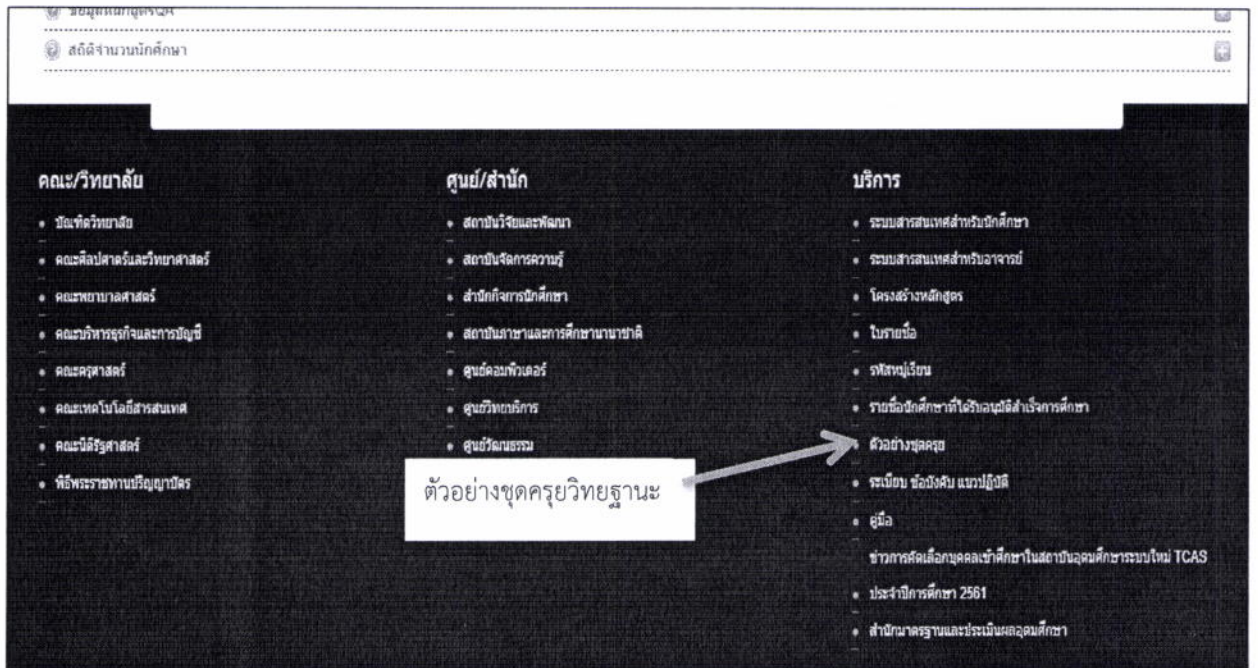 ข้อมูลหลักสูตรQA
สถิติจำนวนนักศึกษา
คณะ/วิทยาลัย
บัณฑิตวิทยาลัย
คณะศิลปศาตร์และวิทยาศาสตร์
คณะพยาบาลศาสตร์
คณะบริหารธุรกิจและการบัญชี
คณะครุศาสตร์
คณะเทคโนโลยีสารสนเทศ
คณะนิติรัฐศาสตร์
พิธีพระราชทานปริญญาบัตร
ศูนย์/สำนัก
สถาบันวิจัยและพัฒนา
สถาบันจัดการความรู้
สำนักกิจการนักศึกษา
สถาบันภาษาและการศึกษานานาชาติ
ศูนย์คอมพิวเตอร์
ศูนย์วิทยบริการ
ศูนย์วัฒนธรรม
ตัวอย่างชุดครุยวิทยฐานะ
บริการ
ระบบสารสนเทศสำหรับนักศึกษา
ระบบสารสนเทศสำหรับอาจารย์
โครงสร้างหลักสูตร
ใบรายชื่อ
รหัสหมู่เรียน
รายชื่อนักศึกษาที่ได้รับอนุมัติสำเร็จการศึกษา
ตัวอย่างชุดครุย
ระเบียบ ข้อบังคับ แนวปฏิบัติ
คู่มือ
ข่าวการคัดเลือกบุคคลเข้าศึกษาในสถาบันอุดมศึกษาระบบใหม่ TCAS
ประจำปีการศึกษา 2561
สำนักมาตรฐานและประเมินผลอุดมศึกษา